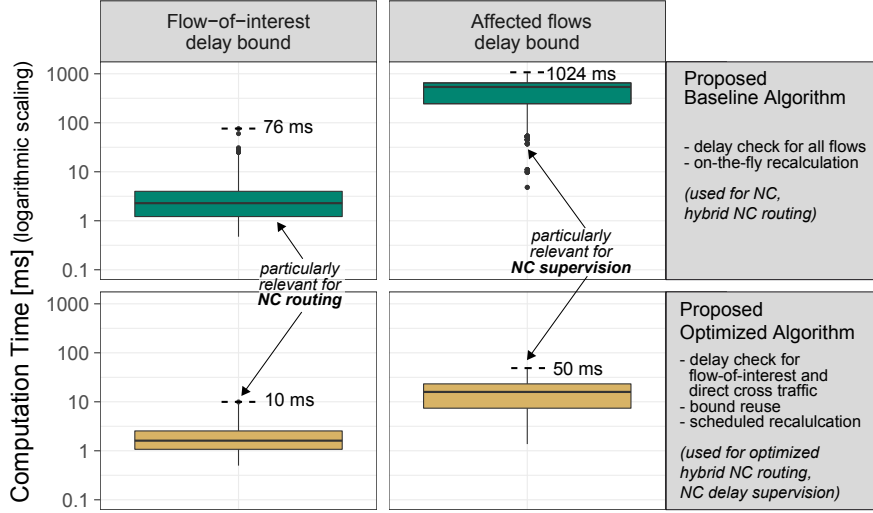 Flow−of−interest
delay bound
Affected flows
delay bound
Computation Time [ms] (logarithmic scaling)
1000
100
10
1
0.1
76 ms
1024 ms
Proposed
Baseline Algorithm
- delay check for all flows
- on-the-fly recalculation
(used for NC,
hybrid NC routing)
particularly
relevant for
NC routing
particularly
relevant for
NC supervision
1000
100
10
1
0.1
10 ms
50 ms
Proposed
Optimized Algorithm
- delay check for
flow-of-interest and
direct cross traffic
- bound reuse
- scheduled recalulcation
(used for optimized
hybrid NC routing,
NC delay supervision)